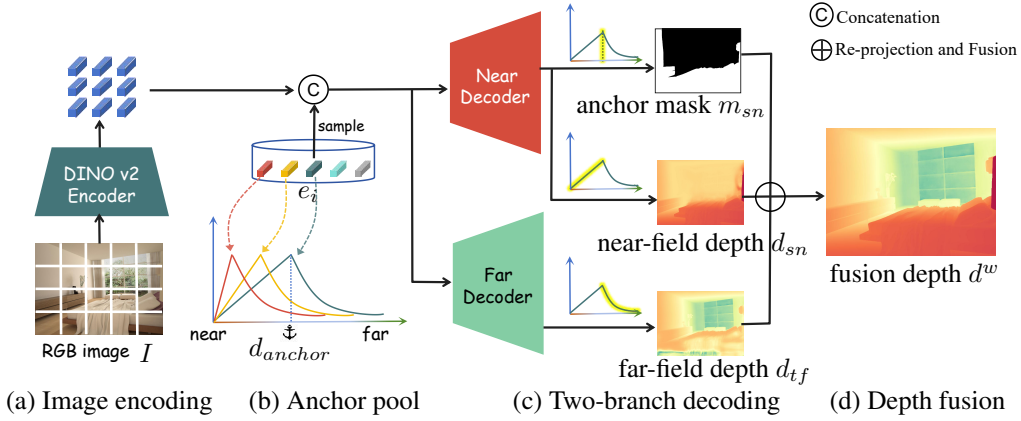 C Concatenation
Re-projection and Fusion
DINO v2
Encoder
RGB image I
C
sample
e_i
near
far
d_anchor
Near
Decoder
Far
Decoder
anchor mask m_sn
near-field depth d_sn
far-field depth d_tf
fusion depth d^w
(a) Image encoding
(b) Anchor pool
(c) Two-branch decoding
(d) Depth fusion